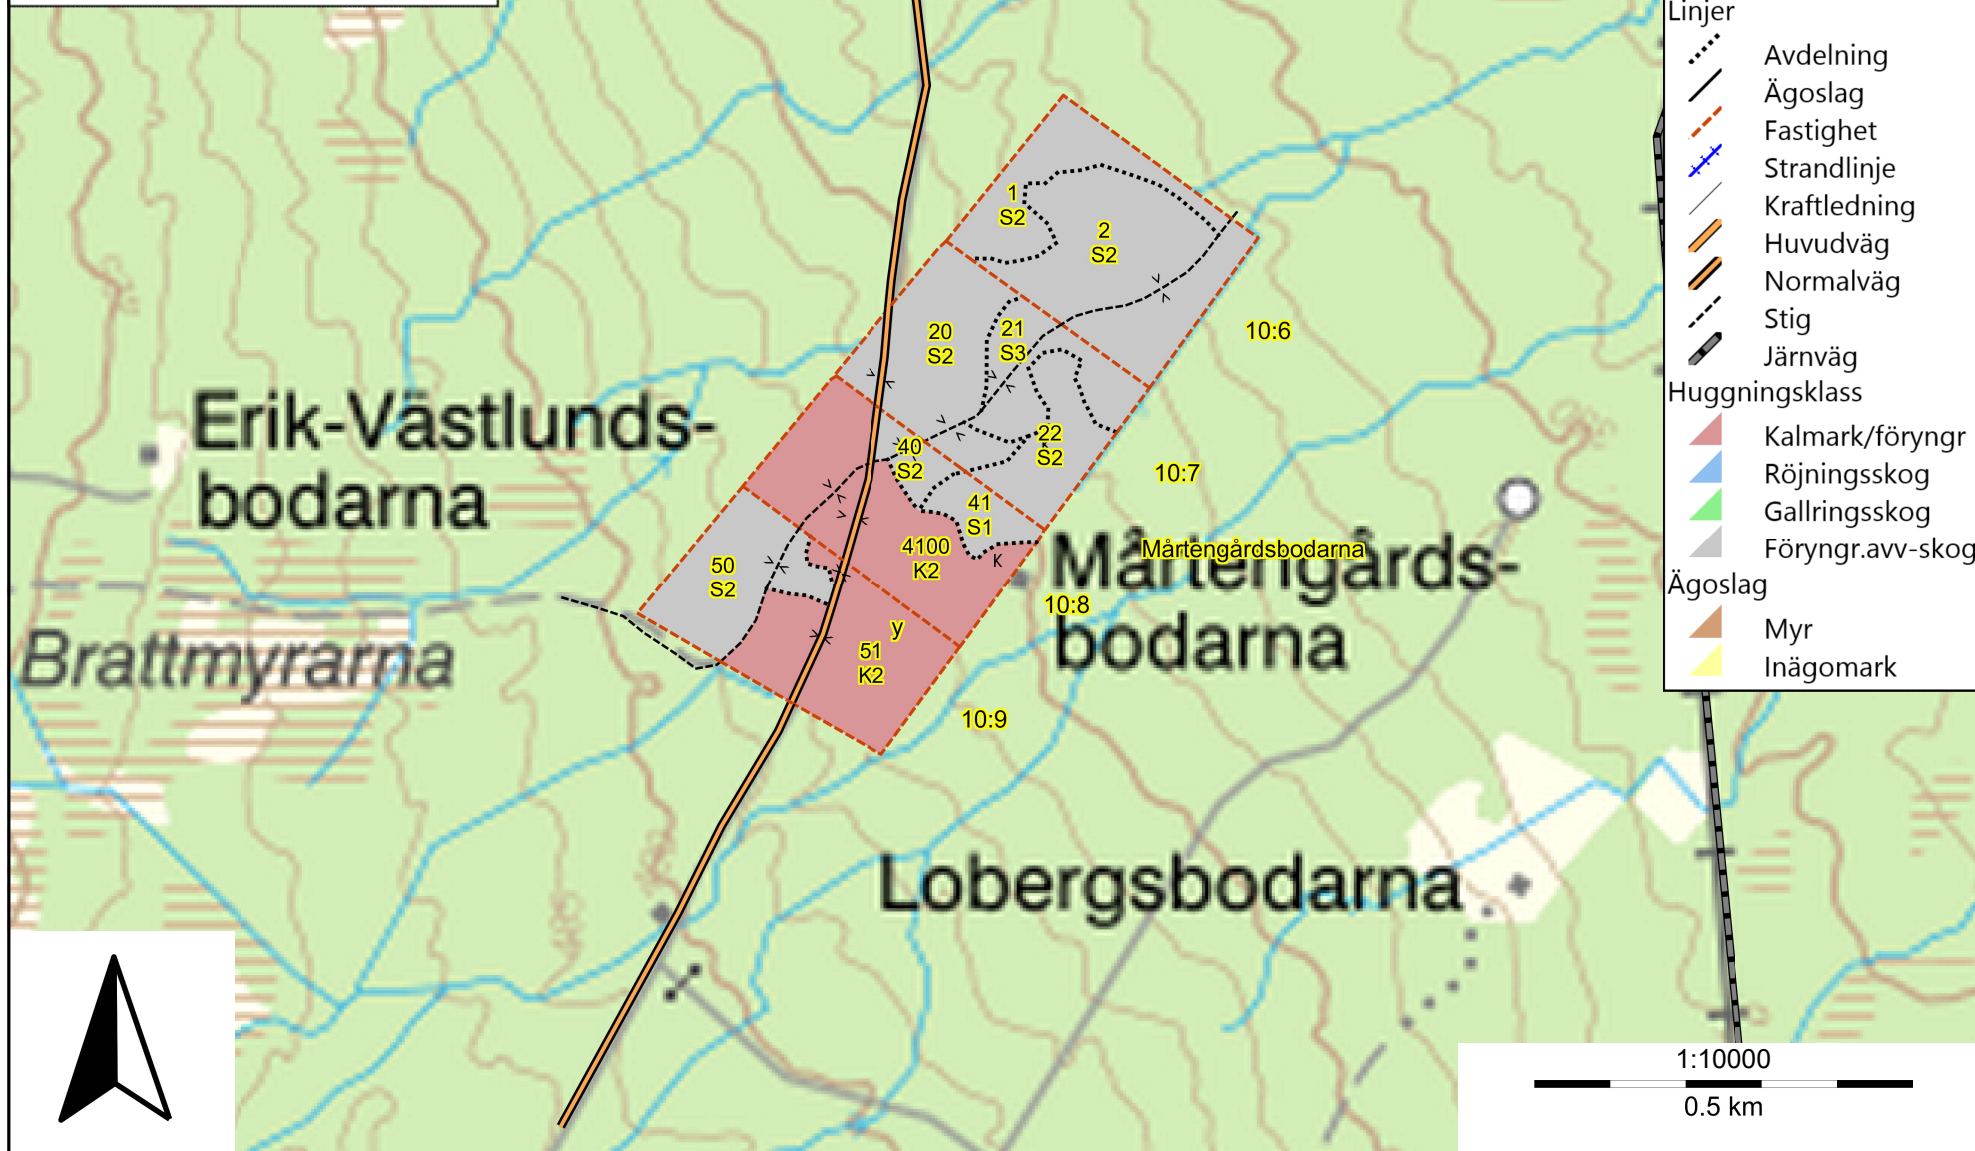 Linjer
Avdelning
Ägoslag
Fastighet
Strandlinje
Kraftledning
Huvudväg
Normalväg
Stig
Järnväg
Huggningsklass
Kalmark/föryngr
Röjningsskog
Gallringsskog
Föryngr.avv-skog
Ägoslag
Myr
Inägomark
1
S2
2
S2
20
S2
21
S3
10:6
22
S2
10:7
40
S2
41
S1
Erik-Västlunds-
bodarna
4100
K2
K
50
S2
Mårtengårdsbodarna
Mårtengårds-
bodarna
10:8
y
51
K2
10:9
Brattmyrarna
Lobergsbodarna
1:10000
0.5 km